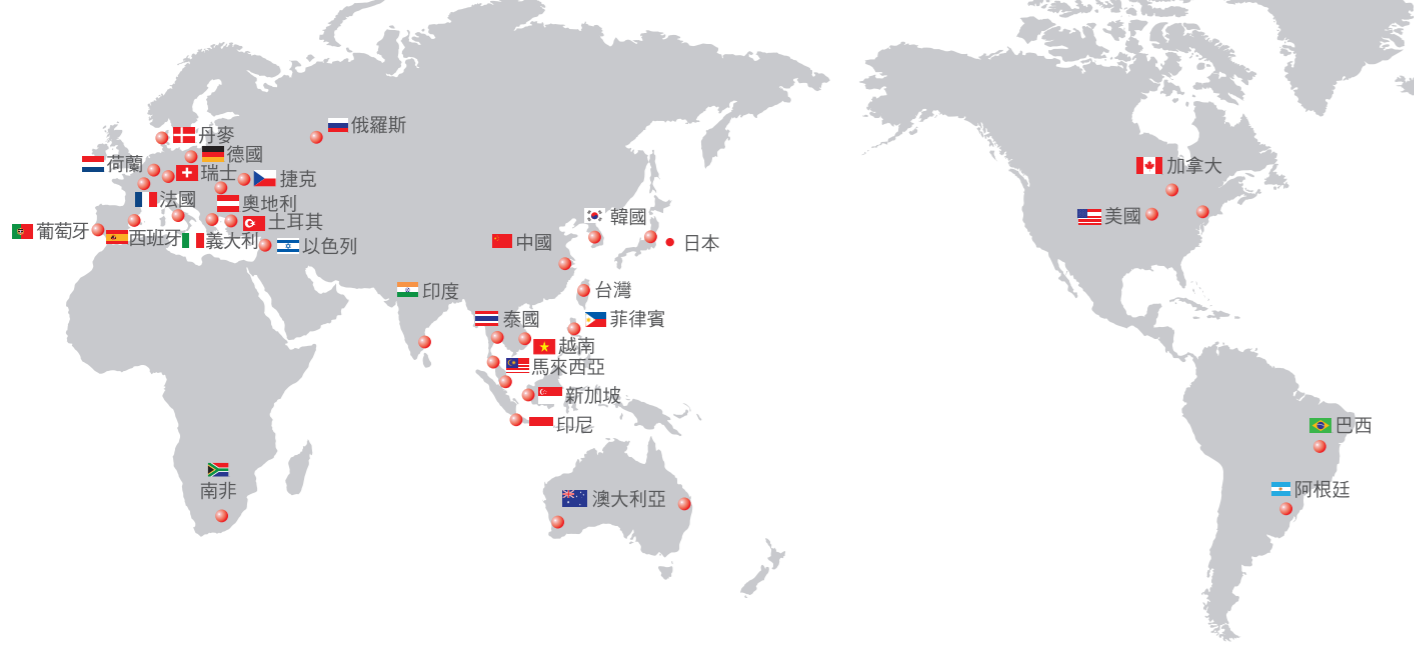 俄羅斯
丹麥
德國
荷蘭
瑞士
捷克
法國
奧地利
土耳其
葡萄牙
西班牙
義大利
以色列
韓國
中國
日本
印度
台灣
泰國
菲律賓
越南
馬來西亞
新加坡
印尼
南非
澳大利亞
加拿大
美國
巴西
阿根廷